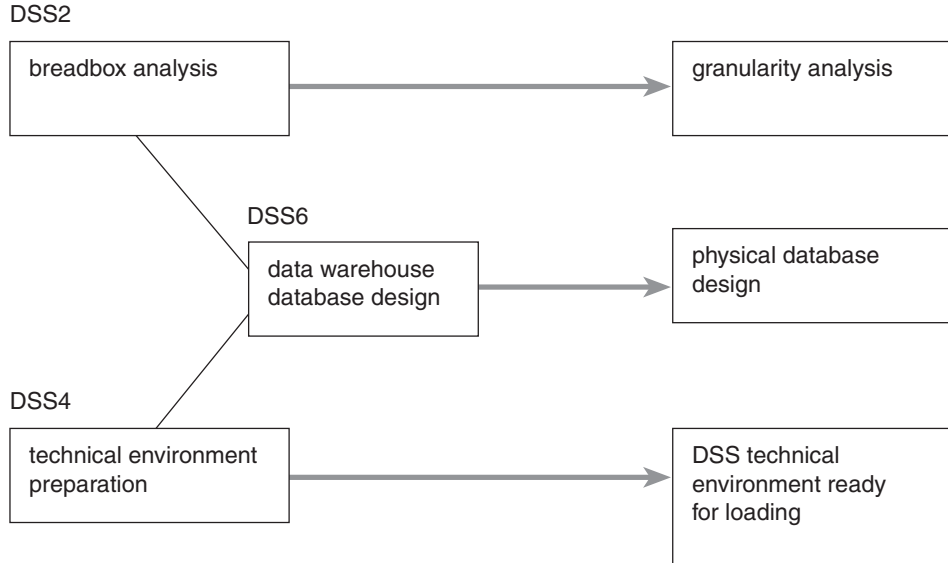 DSS2
breadbox analysis
granularity analysis
DSS6
data warehouse
database design
physical database
design
DSS4
technical environment
preparation
DSS technical
environment ready
for loading